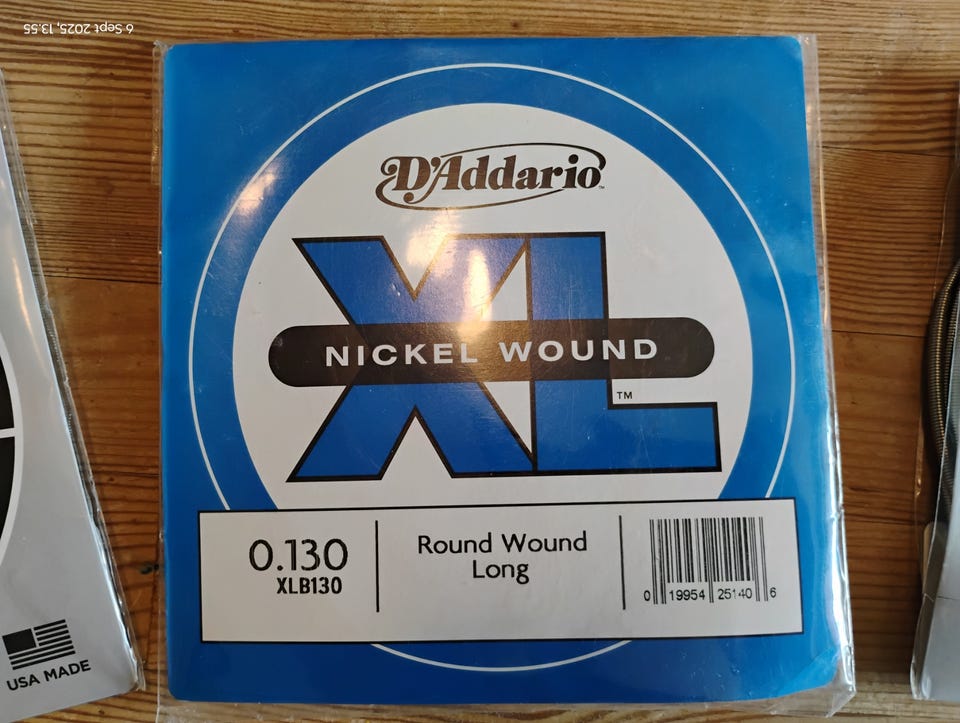 6 Sept 2025, 13.55
D'Addario
XL
NICKEL WOUND
TM
0.130
XLB130
Round Wound
Long
0 19954 25140 6
USA MADE